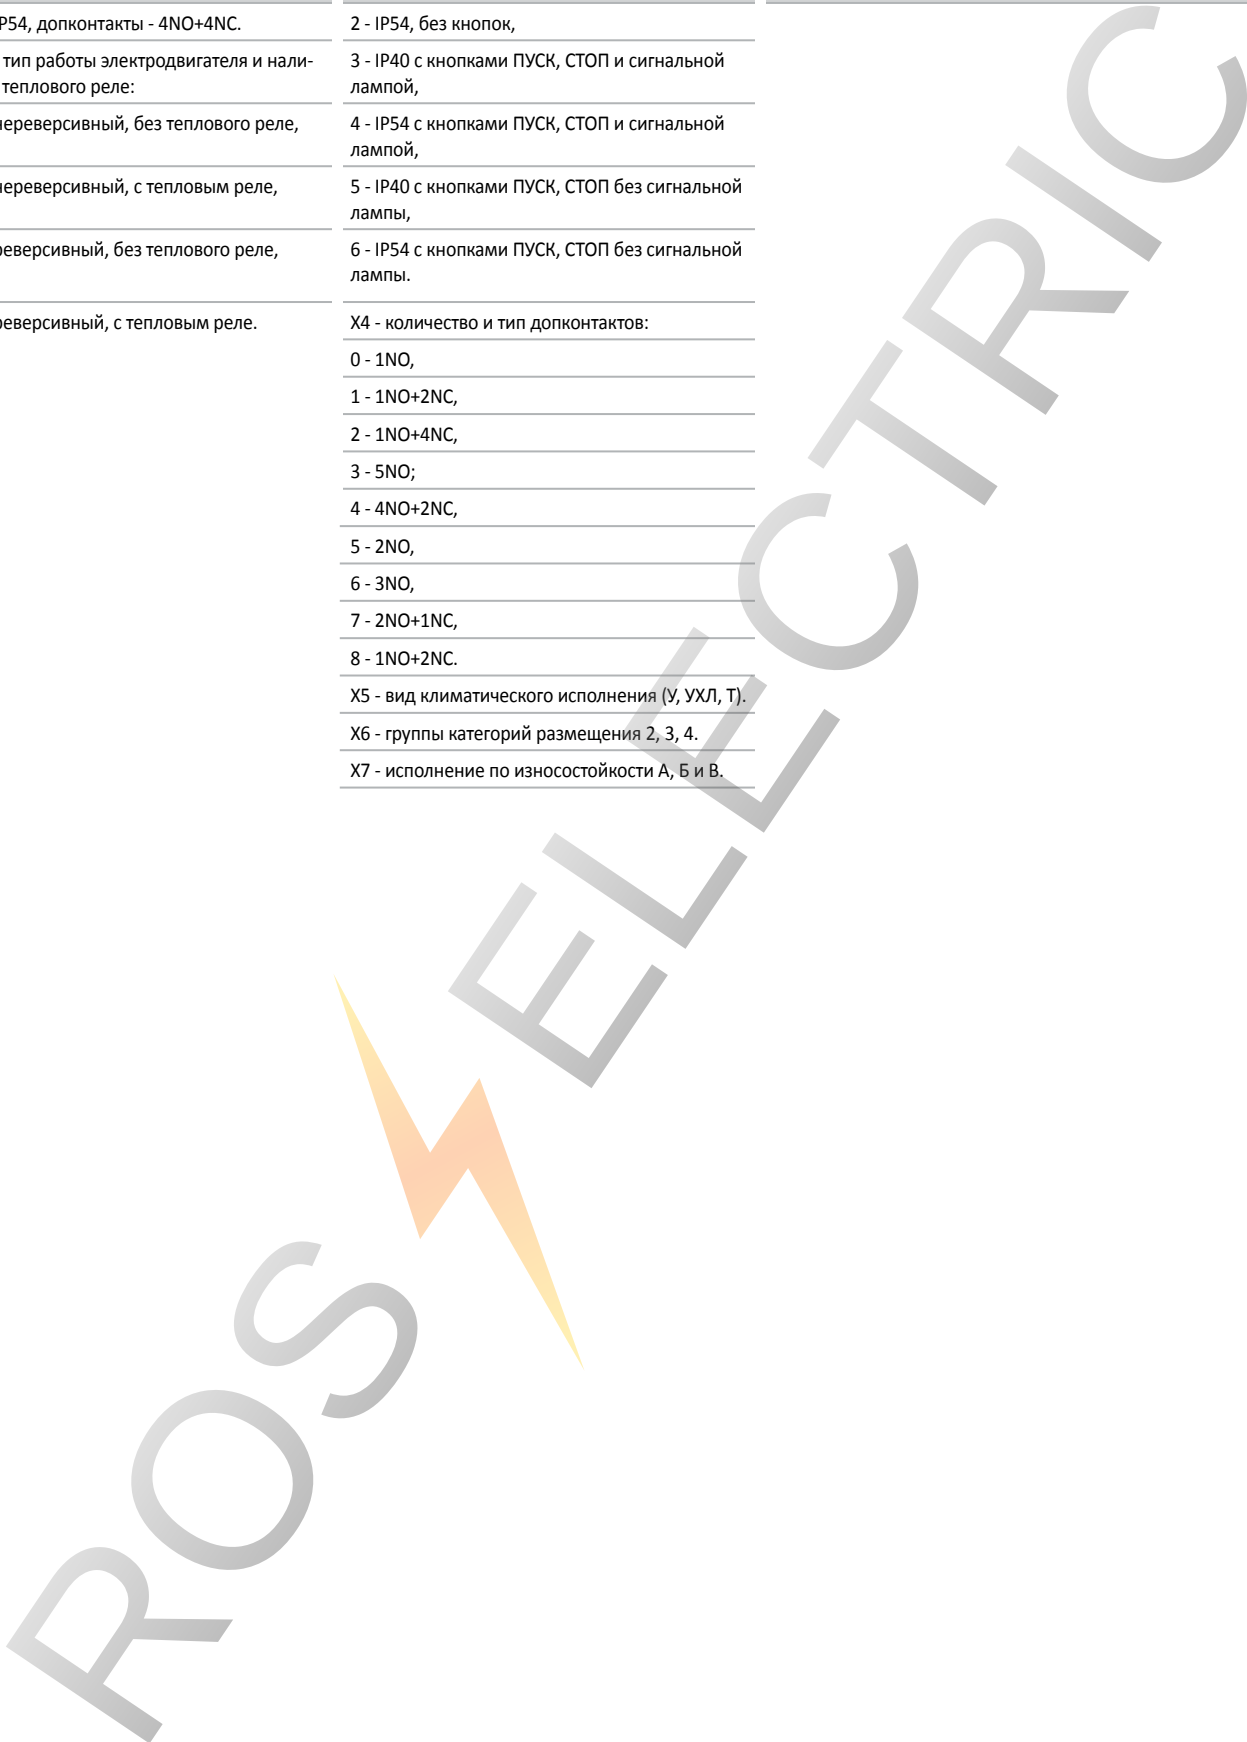 P54, допконтакты - 4NO+4NC.
тип работы электродвигателя и нали-
теплового реле:
нереверсивный, без теплового реле,
нереверсивный, с тепловым реле,
реверсивный, без теплового реле,
реверсивный, с тепловым реле.
2 - IP54, без кнопок,
3 - IP40 с кнопками ПУСК, СТОП и сигнальной
лампой,
4 - IP54 с кнопками ПУСК, СТОП и сигнальной
лампой,
5 - IP40 с кнопками ПУСК, СТОП без сигнальной
лампы,
6 - IP54 с кнопками ПУСК, СТОП без сигнальной
лампы.
X4 - количество и тип допконтактов:
0 - 1NO,
1 - 1NO+2NC,
2 - 1NO+4NC,
3 - 5NO;
4 - 4NO+2NC,
5 - 2NO,
6 - 3NO,
7 - 2NO+1NC,
8 - 1NO+2NC.
X5 - вид климатического исполнения (У, УХЛ, Т).
X6 - группы категорий размещения 2, 3, 4.
X7 - исполнение по износостойкости А, Б и В.
ROS ELECTRIC